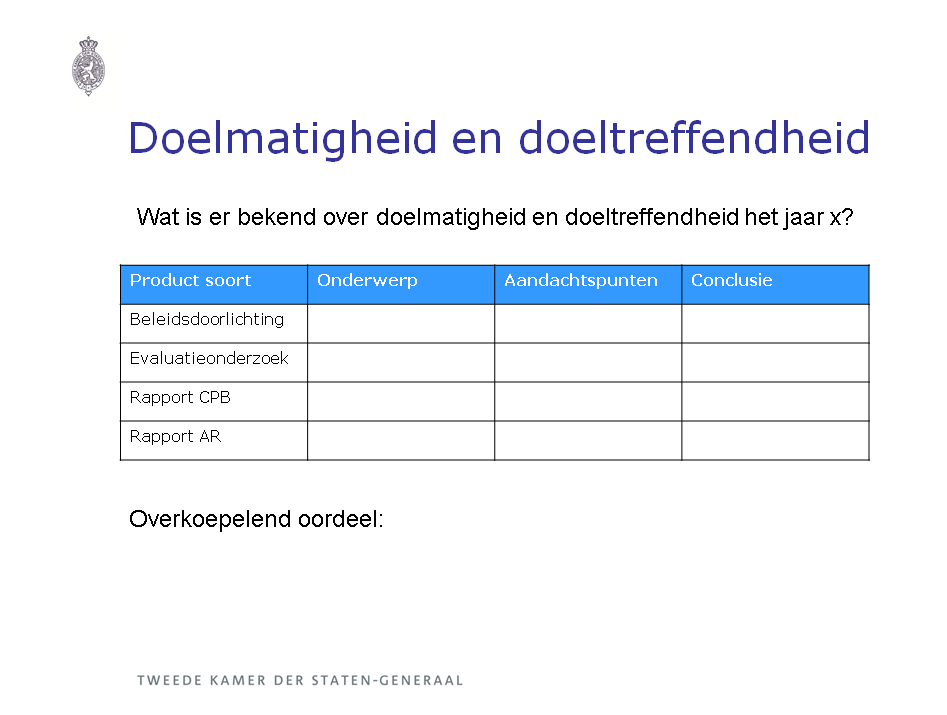 Doelmatigheid en doeltreffendheid
Wat is er bekend over doelmatigheid en doeltreffendheid het jaar x?
Product soort Onderwerp Aandachtspunten Conclusie
Beleidsdoorlichting
Evaluatieonderzoek
Rapport CPB
Rapport AR
Overkoepelend oordeel:
TWEEDE KAMER DER STATEN-GENERAAL